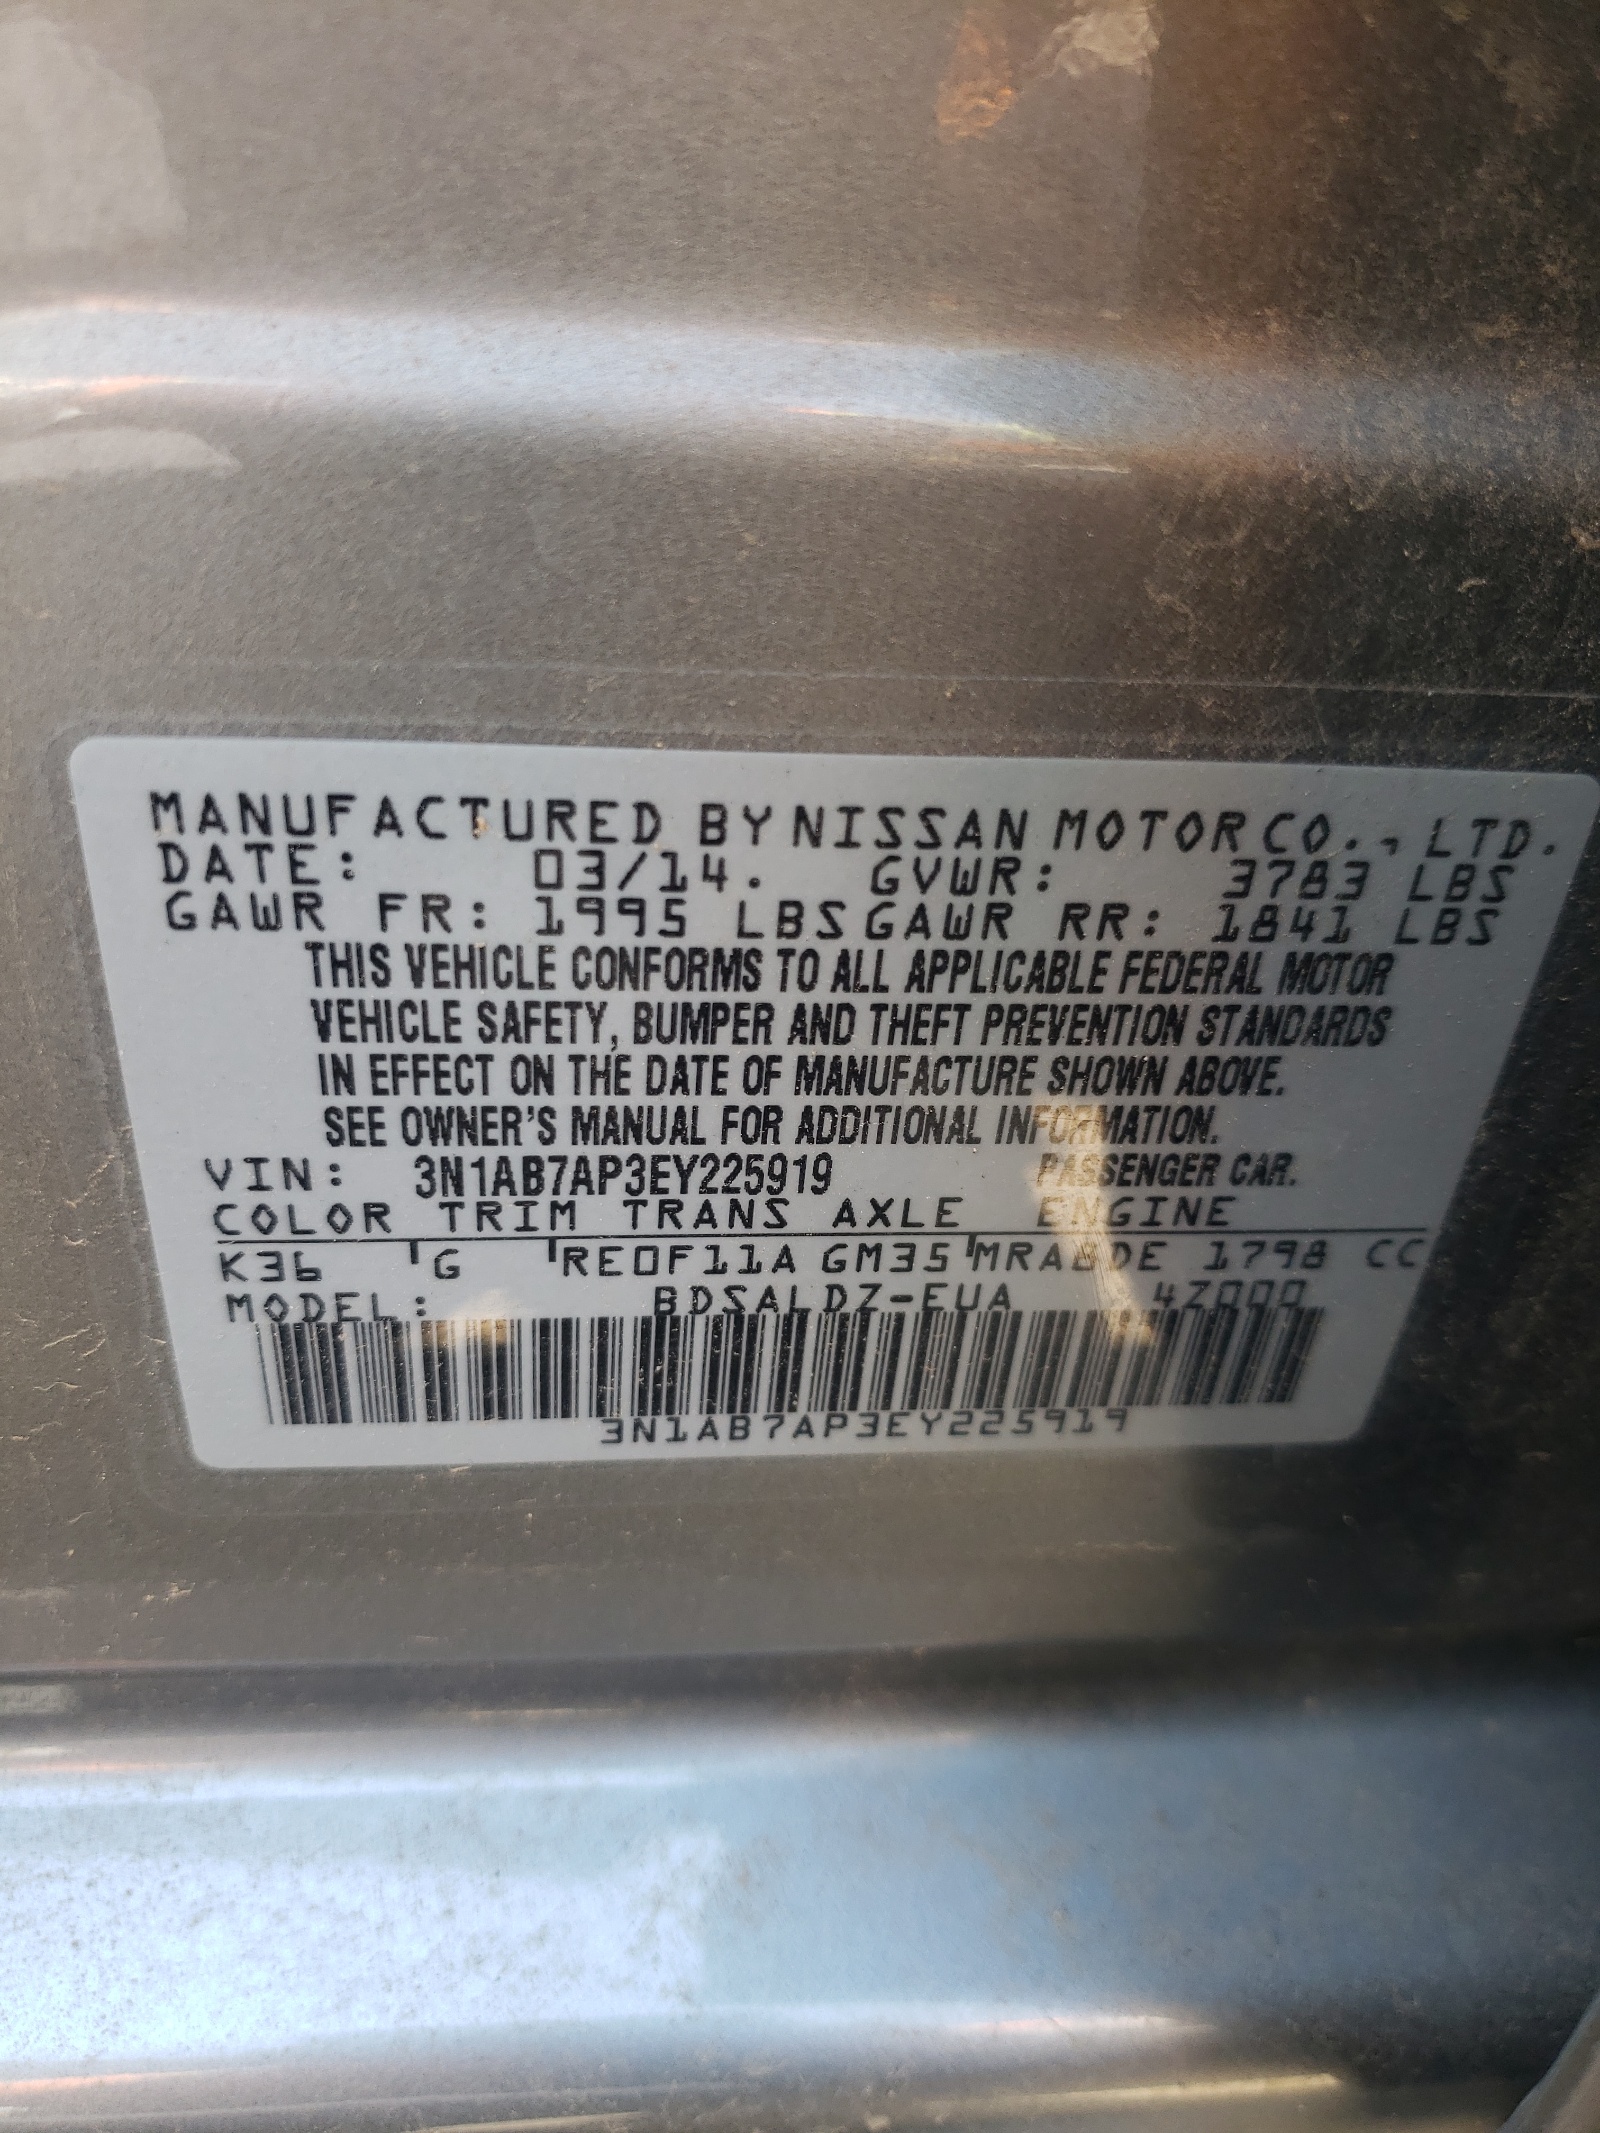 MANUFACTURED BY NISSAN MOTOR CO., LTD.
DATE: 03/14. GVWR: 3783 LBS
GAWR FR: 1995 LBS GAWR RR: 1841 LBS
THIS VEHICLE CONFORMS TO ALL APPLICABLE FEDERAL MOTOR
VEHICLE SAFETY, BUMPER AND THEFT PREVENTION STANDARDS
IN EFFECT ON THE DATE OF MANUFACTURE SHOWN ABOVE.
SEE OWNER'S MANUAL FOR ADDITIONAL INFORMATION.
VIN: 3N1AB7AP3EY225919 PASSENGER CAR.
COLOR TRIM TRANS AXLE ENGINE
K36 G RE0F11A GM35 MRA8DE 1798 CC
MODEL: BDSALDZ-EUA 4Z000
3N1AB7AP3EY225919